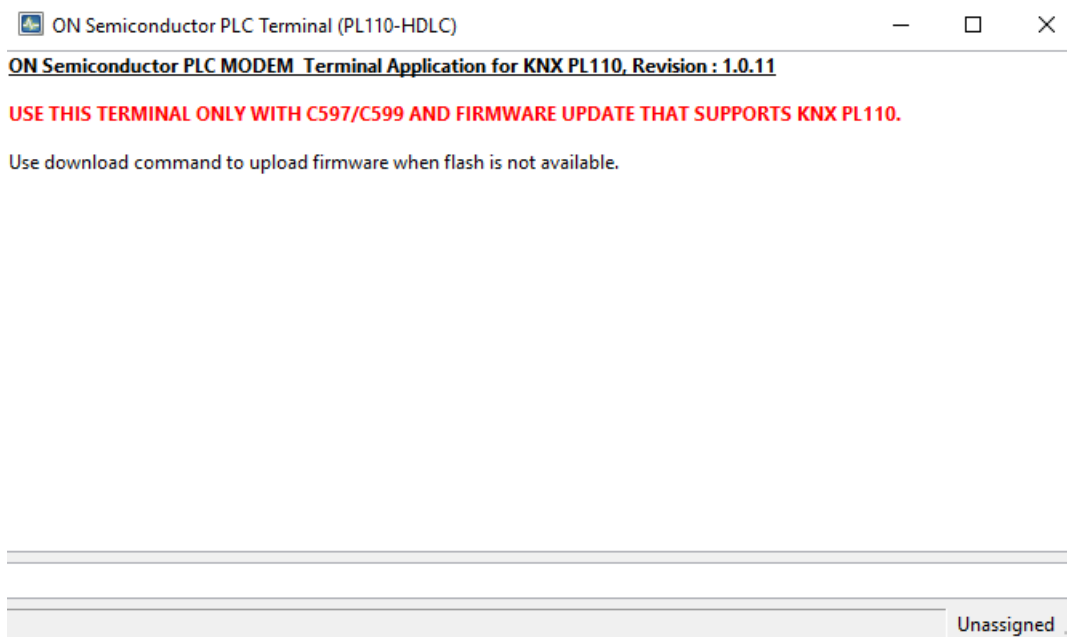 ON Semiconductor PLC Terminal (PL110-HDLC)
ON Semiconductor PLC MODEM  Terminal Application for KNX PL110, Revision : 1.0.11
USE THIS TERMINAL ONLY WITH C597/C599 AND FIRMWARE UPDATE THAT SUPPORTS KNX PL110.
Use download command to upload firmware when flash is not available.
Unassigned